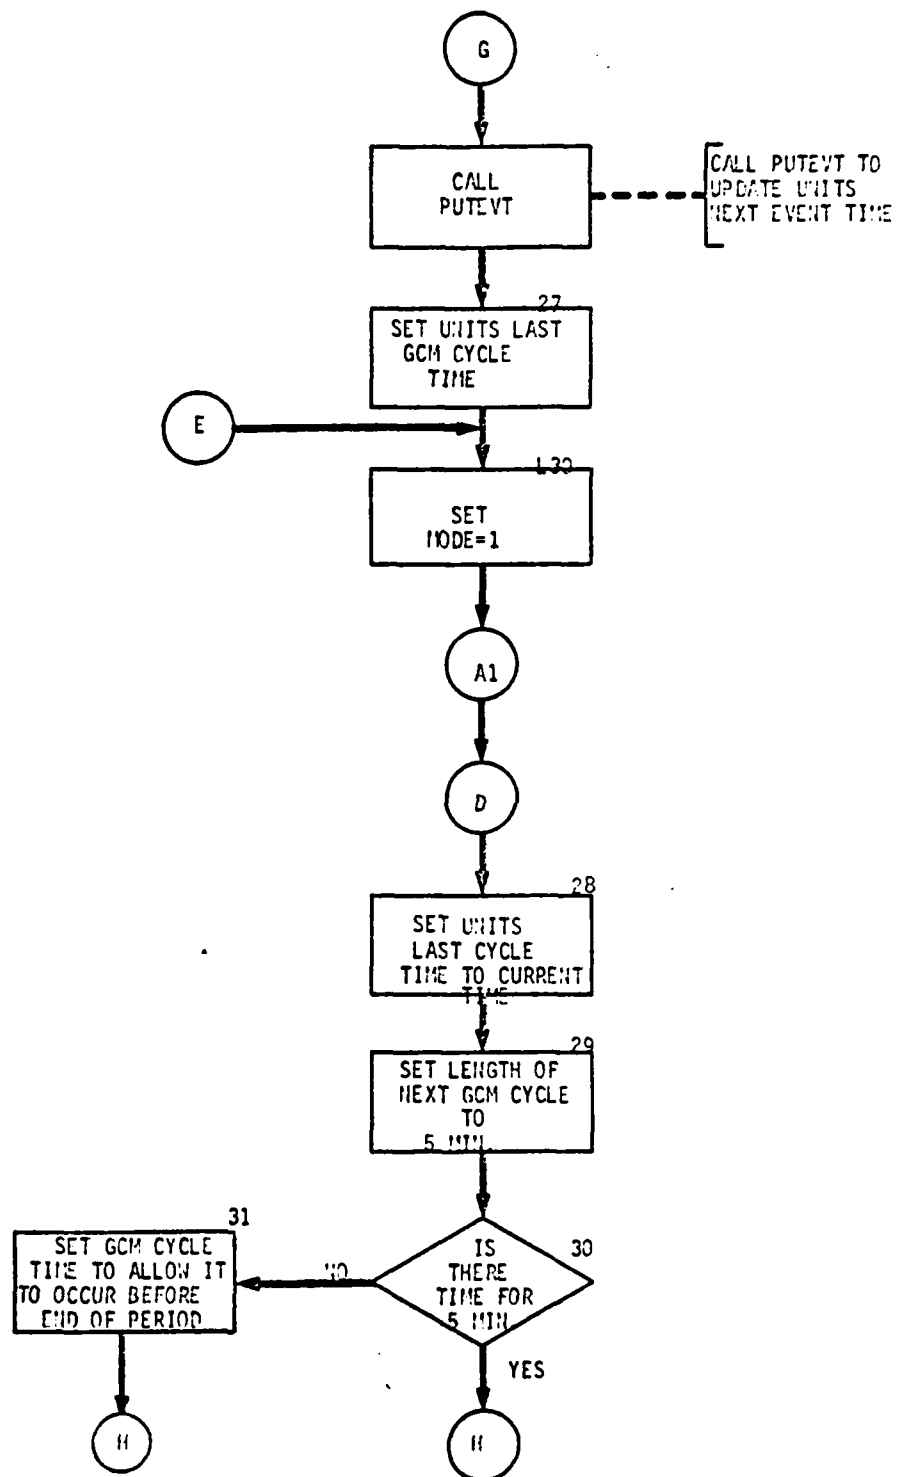 G
CALL
PUTEVT
CALL PUTEVT TO
UPDATE UNITS
NEXT EVENT TIME
27
SET UNITS LAST
GCM CYCLE
TIME
E
L30
SET
MODE=1
A1
D
28
SET UNITS
LAST CYCLE
TIME TO CURRENT
TIME
29
SET LENGTH OF
NEXT GCM CYCLE
TO
5 MIN.
31
SET GCM CYCLE
TIME TO ALLOW IT
TO OCCUR BEFORE
END OF PERIOD
NO
30
IS
THERE
TIME FOR
5 MIN.
YES